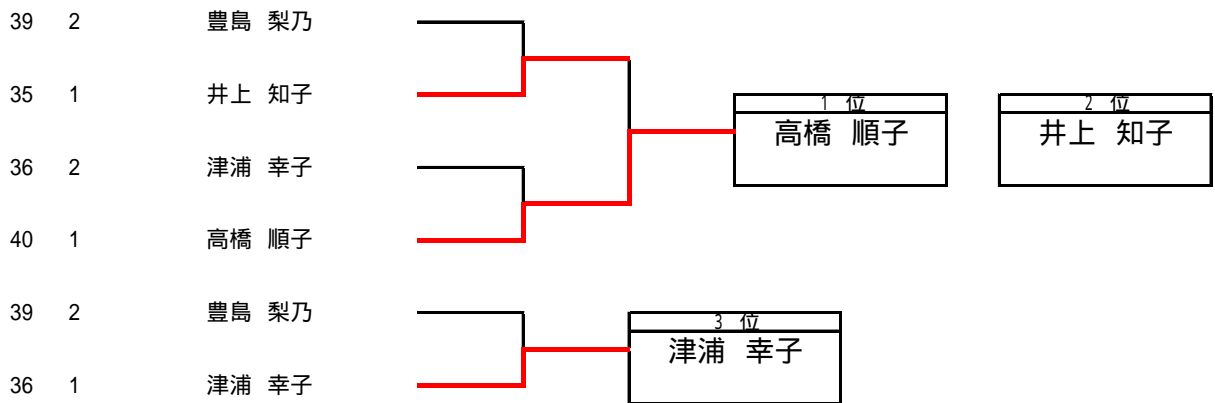 39 2 豊島 梨乃
35 1 井上 知子
1 位 2 位
高橋 順子 井上 知子
36 2 津浦 幸子
40 1 高橋 順子
39 2 豊島 梨乃
3 位
津浦 幸子
36 1 津浦 幸子